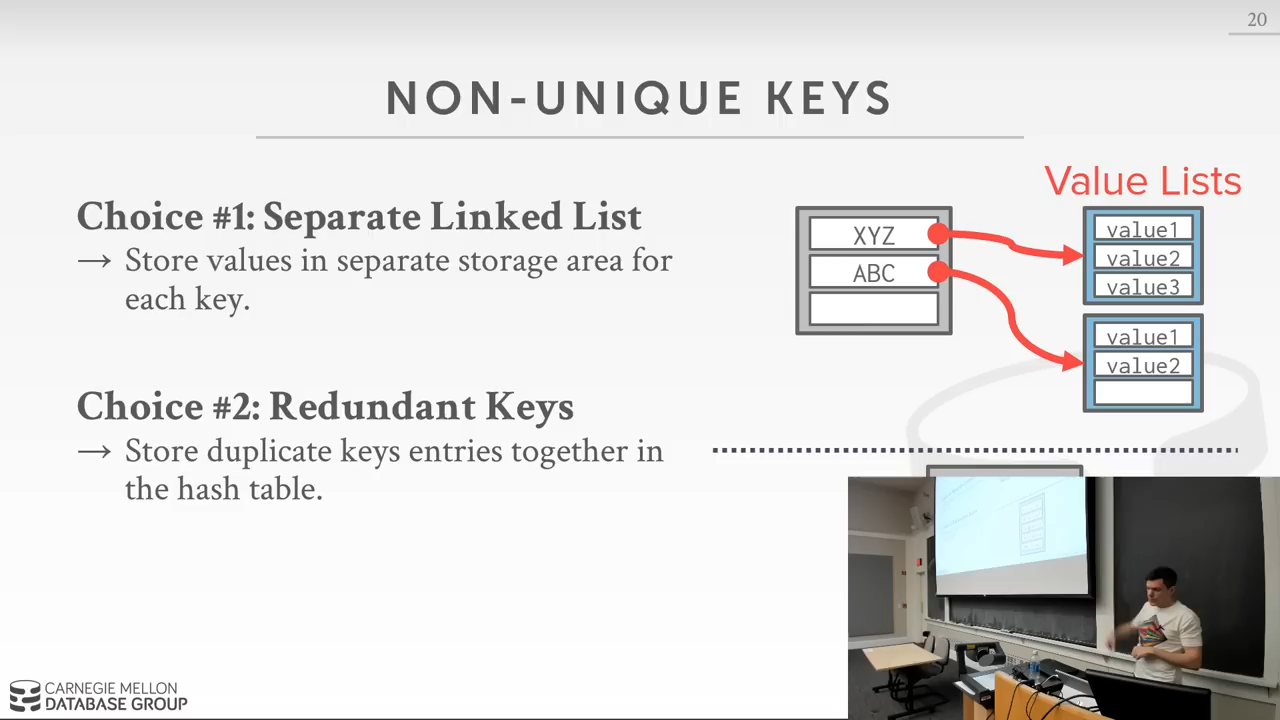 20
NON-UNIQUE KEYS
Choice #1: Separate Linked List
→ Store values in separate storage area for
each key.
Choice #2: Redundant Keys
→ Store duplicate keys entries together in
the hash table.
Value Lists
XYZ
ABC
value1
value2
value3
value1
value2
CARNEGIE MELLON
DATABASE GROUP